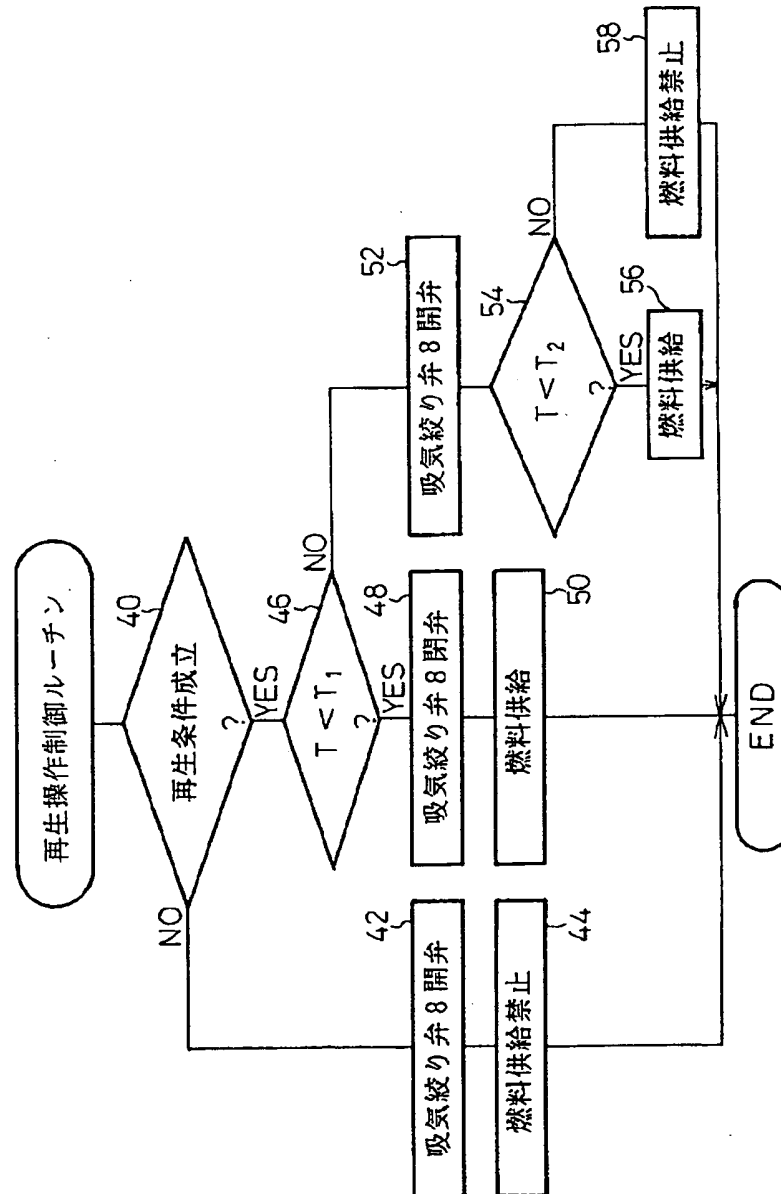 再生操作制御ルーチン
40
再生条件成立
?
NO
YES
46
T<T1
?
NO
YES
42
吸気絞り弁8開弁
48
吸気絞り弁8閉弁
52
吸気絞り弁8開弁
44
燃料供給禁止
50
燃料供給
54
T<T2
?
NO
YES
56
燃料供給
58
燃料供給禁止
END